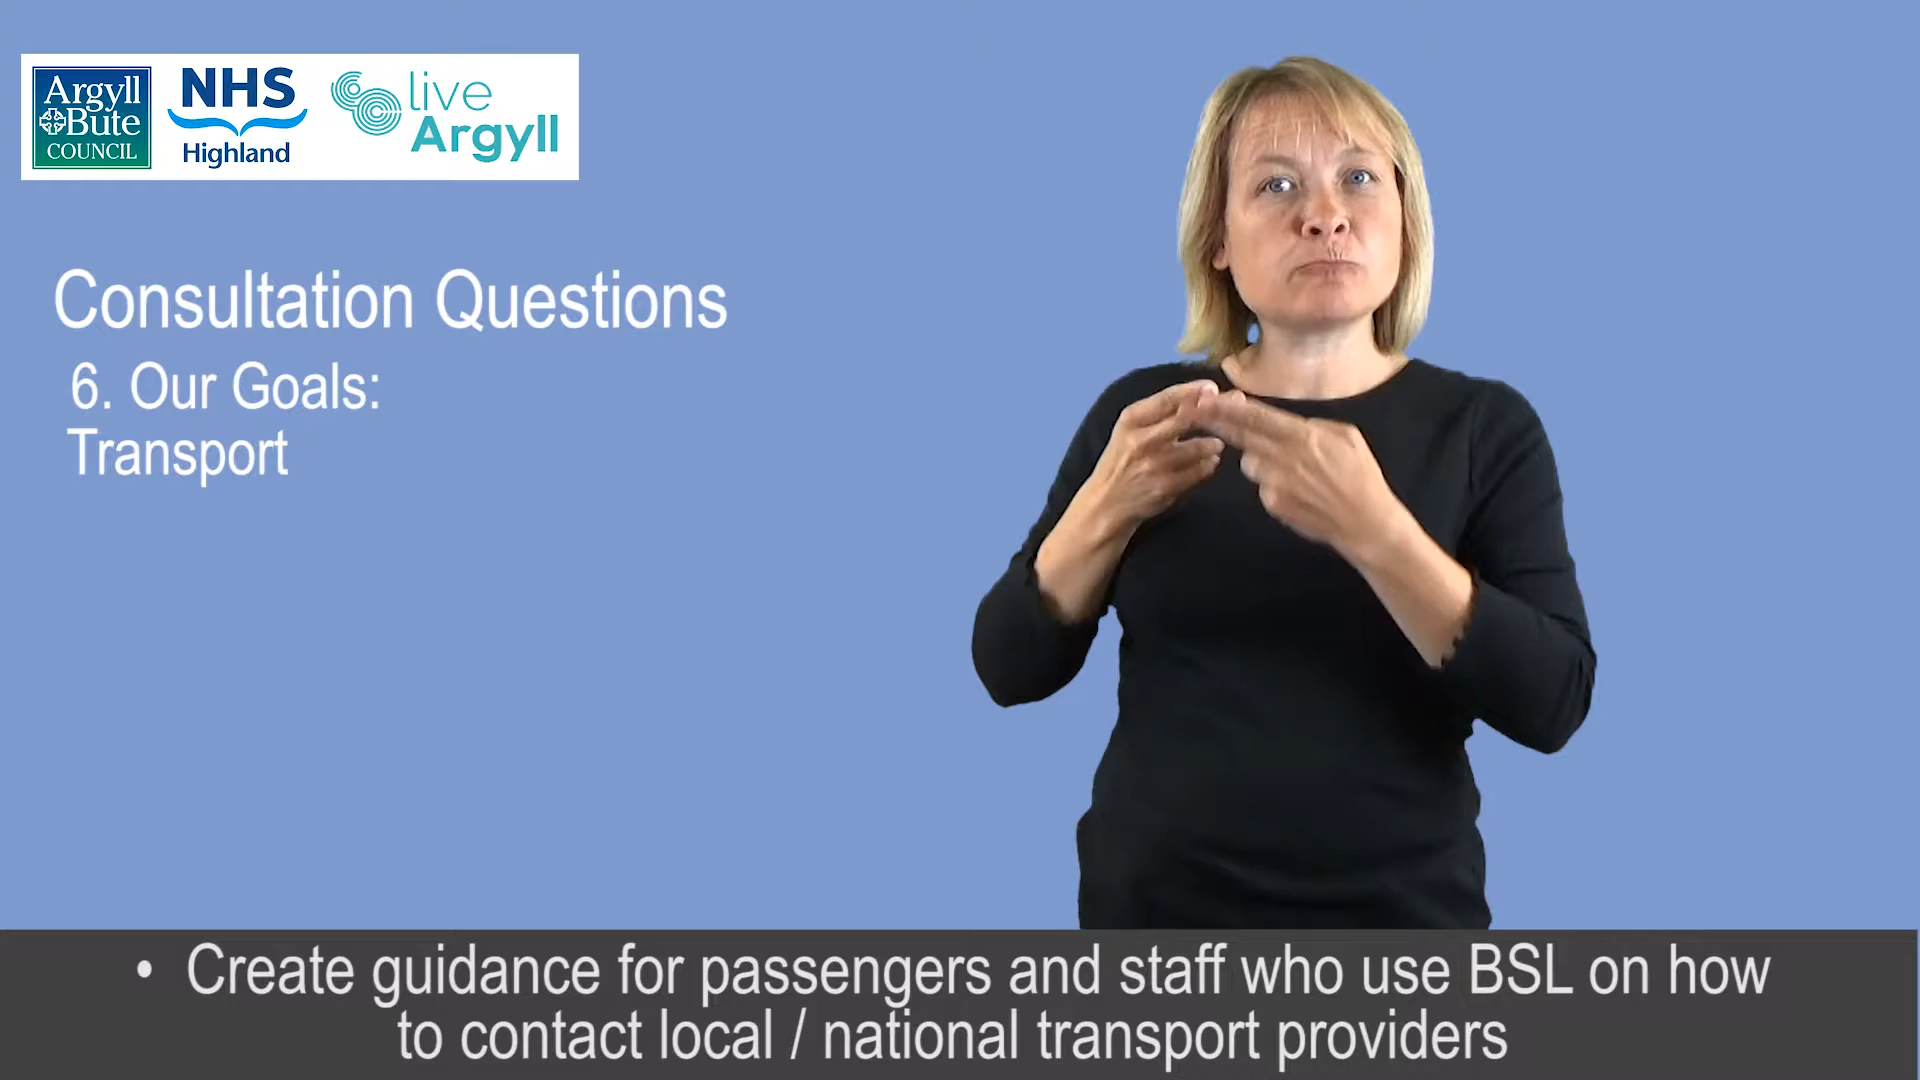 Argyll
Bute
COUNCIL
NHS
Highland
live
Argyll
Consultation Questions
6. Our Goals:
Transport
• Create guidance for passengers and staff who use BSL on how
to contact local / national transport providers